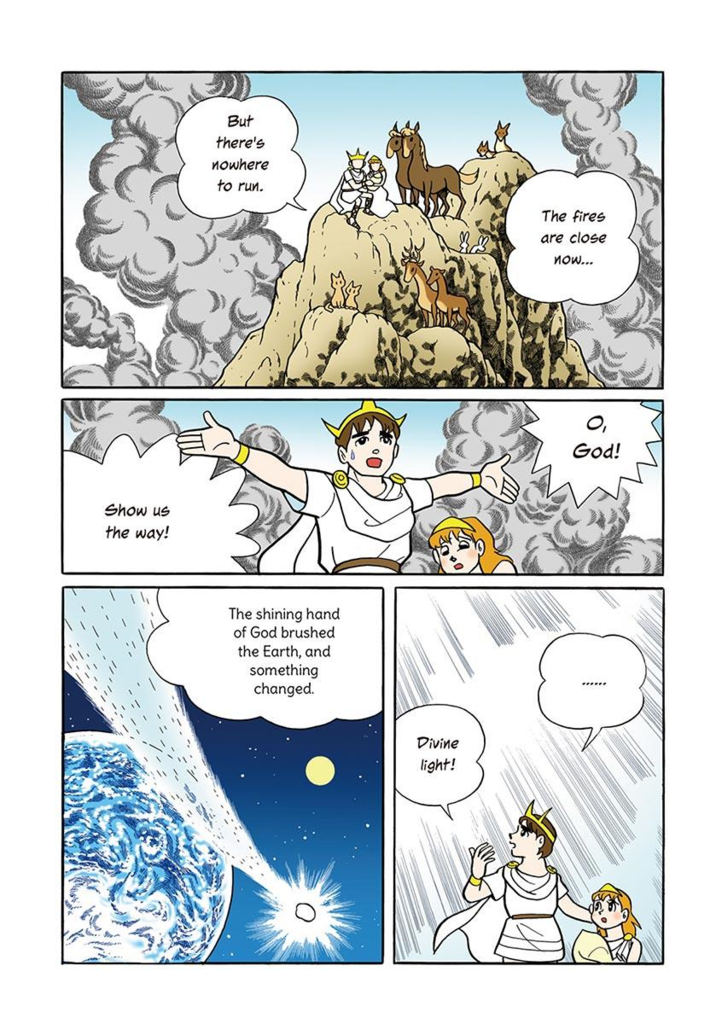 But
there's
nowhere
to run.
The fires
are close
now...
O,
God!
Show us
the way!
The shining hand
of God brushed
the Earth, and
something
changed.
......
Divine
light!